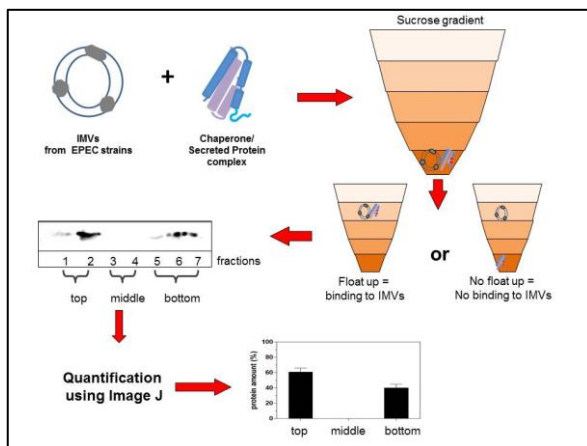 Sucrose gradient
+
IMVs
from EPEC strains
Chaperone/
Secreted Protein
complex
or
Float up =
binding to IMVs
No float up =
No binding to IMVs
1 2 3 4 5 6 7 fractions
top middle bottom
Quantification
using Image J
protein amount (%)
100
80
60
40
20
0
top middle bottom